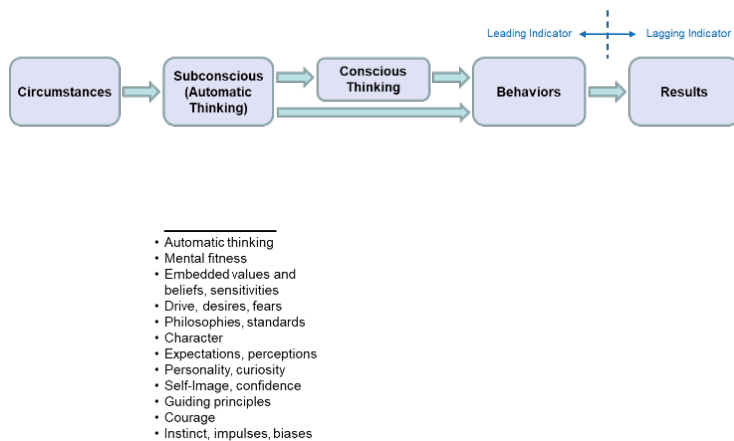 Leading Indicator
Lagging Indicator
Circumstances
Subconscious
(Automatic
Thinking)
Conscious
Thinking
Behaviors
Results
• Automatic thinking
• Mental fitness
• Embedded values and
beliefs, sensitivities
• Drive, desires, fears
• Philosophies, standards
• Character
• Expectations, perceptions
• Personality, curiosity
• Self-Image, confidence
• Guiding principles
• Courage
• Instinct, impulses, biases